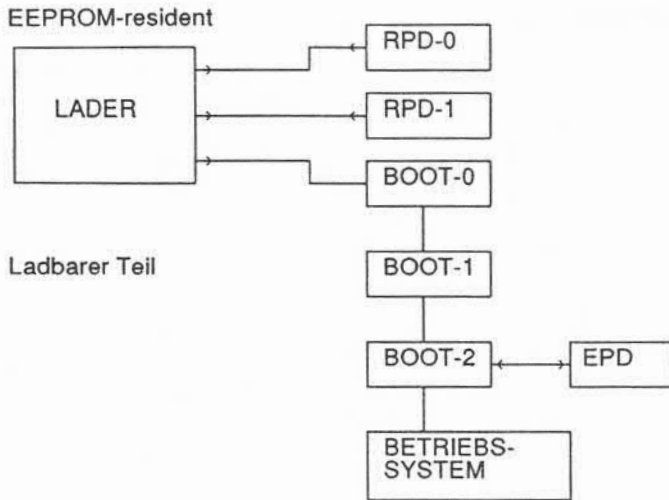 EEPROM-resident
RPD-0
LADER
RPD-1
BOOT-0
Ladbarer Teil
BOOT-1
BOOT-2
EPD
BETRIEBS-
SYSTEM